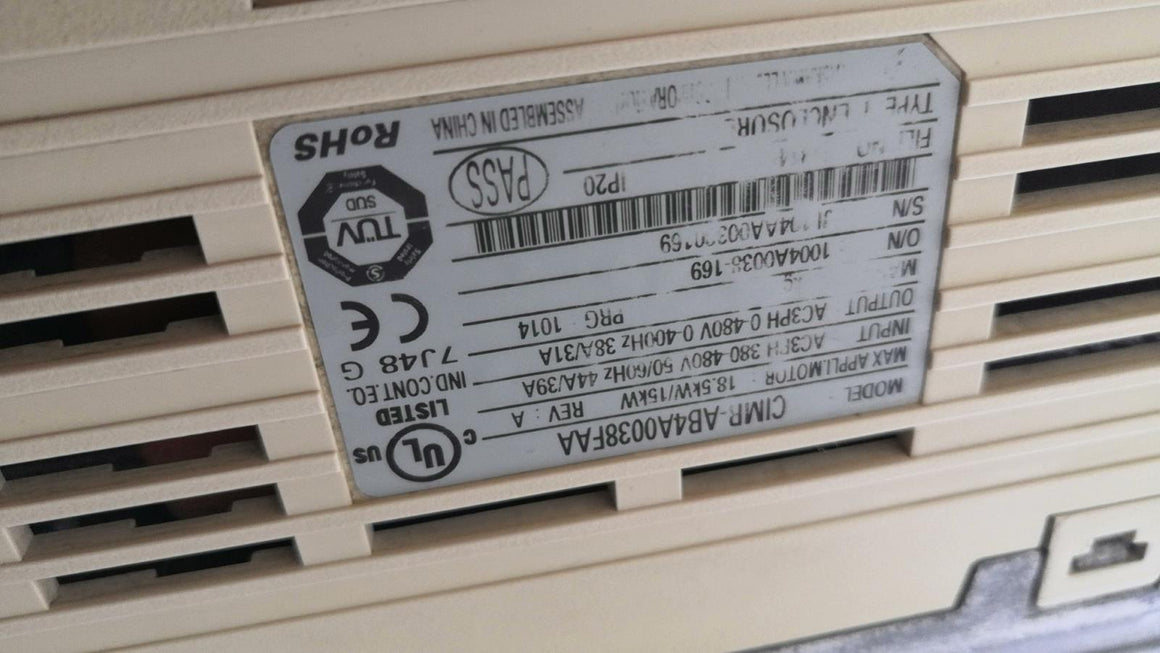 MODEL CIMR-AB4A0038FAA
MAX APPLI. MOTOR : 18.5kW/15kW REV : A
INPUT AC3PH 380-480V 50/60Hz 44A/39A
OUTPUT AC3PH 0-480V 0-400Hz 38A/31A
kg PRG : 1014
O/N 1004A0038-169
S/N
IP20
TYPE 1 ENCLOSURE
PASS
ASSEMBLED IN CHINA
C UL US
LISTED
IND.CONT.EQ.
7J48 G
CE
TÜV
SUD
RoHS